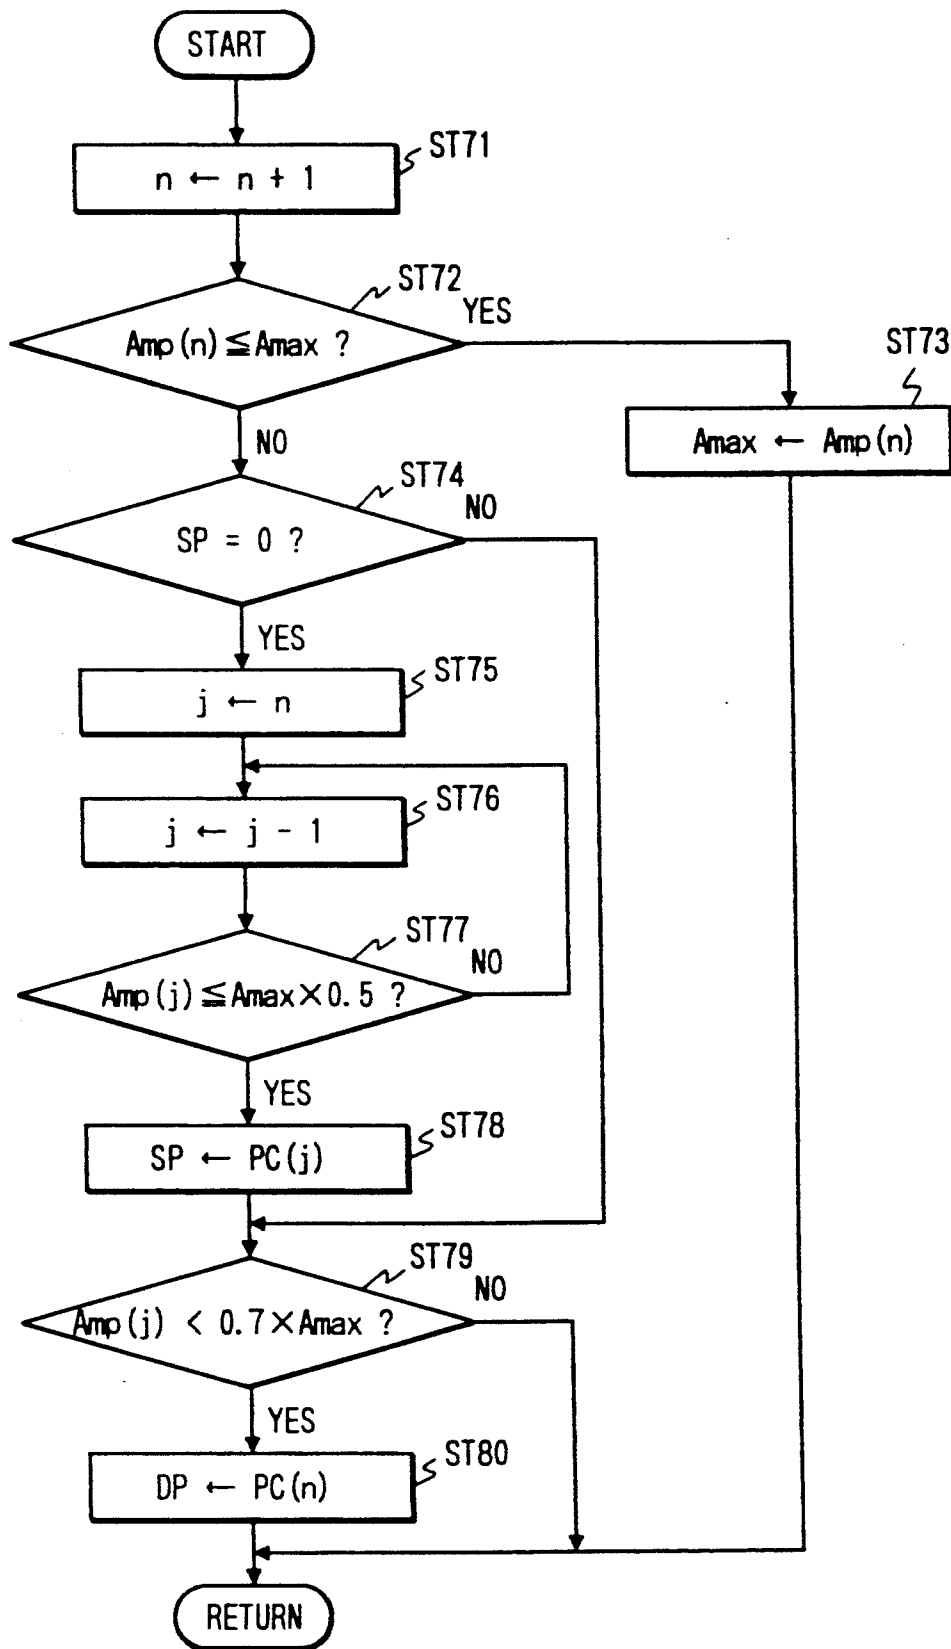 START
ST71
n ← n + 1
ST72
YES
Amp(n)≦Amax ?
ST73
Amax ← Amp(n)
NO
ST74
NO
SP = 0 ?
YES
ST75
j ← n
ST76
j ← j - 1
ST77
NO
Amp(j)≦Amax×0.5 ?
YES
ST78
SP ← PC(j)
ST79
NO
Amp(j) < 0.7×Amax ?
YES
ST80
DP ← PC(n)
RETURN